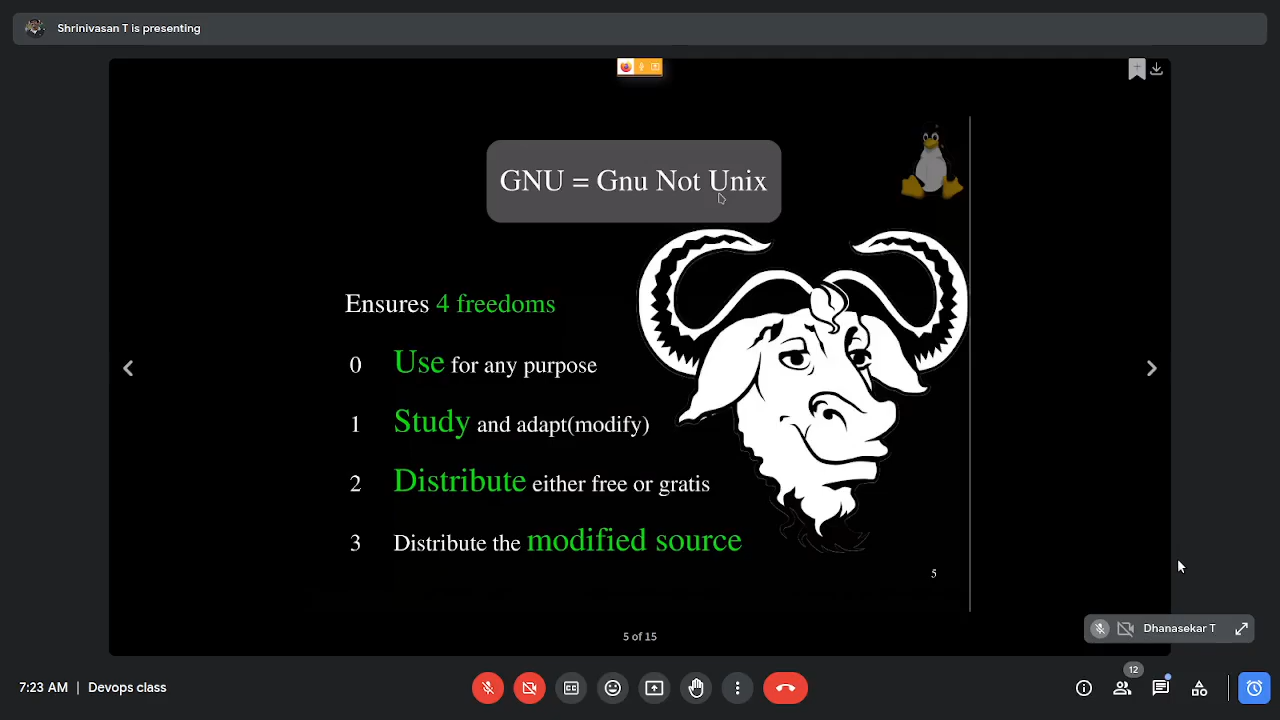 Shrinivasan T is presenting
GNU = Gnu Not Unix
Ensures 4 freedoms
0 Use for any purpose
1 Study and adapt(modify)
2 Distribute either free or gratis
3 Distribute the modified source
5
5 of 15
Dhanasekar T
12
7:23 AM | Devops class